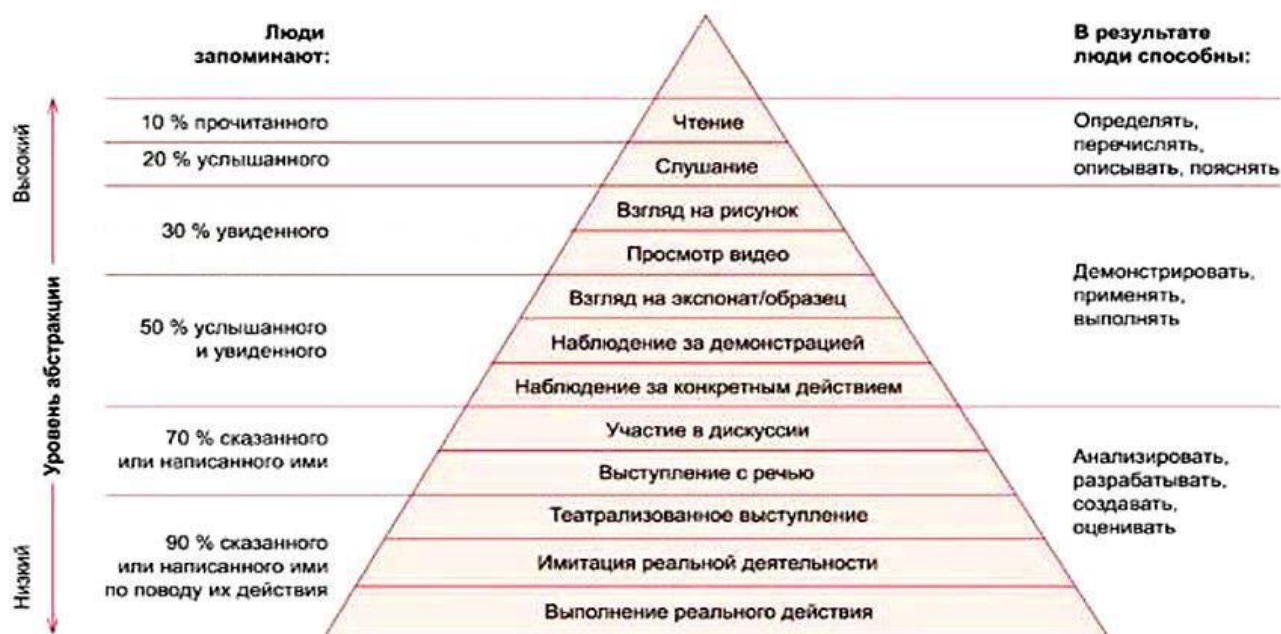 Люди
запоминают:
В результате
люди способны:
Высокий
Уровень абстракции
Низкий
10 % прочитанного
Чтение
20 % услышанного
Слушание
Определять,
перечислять,
описывать, пояснять
30 % увиденного
Взгляд на рисунок
Просмотр видео
50 % услышанного
и увиденного
Взгляд на экспонат/образец
Наблюдение за демонстрацией
Наблюдение за конкретным действием
Демонстрировать,
применять,
выполнять
70 % сказанного
или написанного ими
Участие в дискуссии
Выступление с речью
90 % сказанного
или написанного ими
по поводу их действия
Театрализованное выступление
Имитация реальной деятельности
Выполнение реального действия
Анализировать,
разрабатывать,
создавать,
оценивать